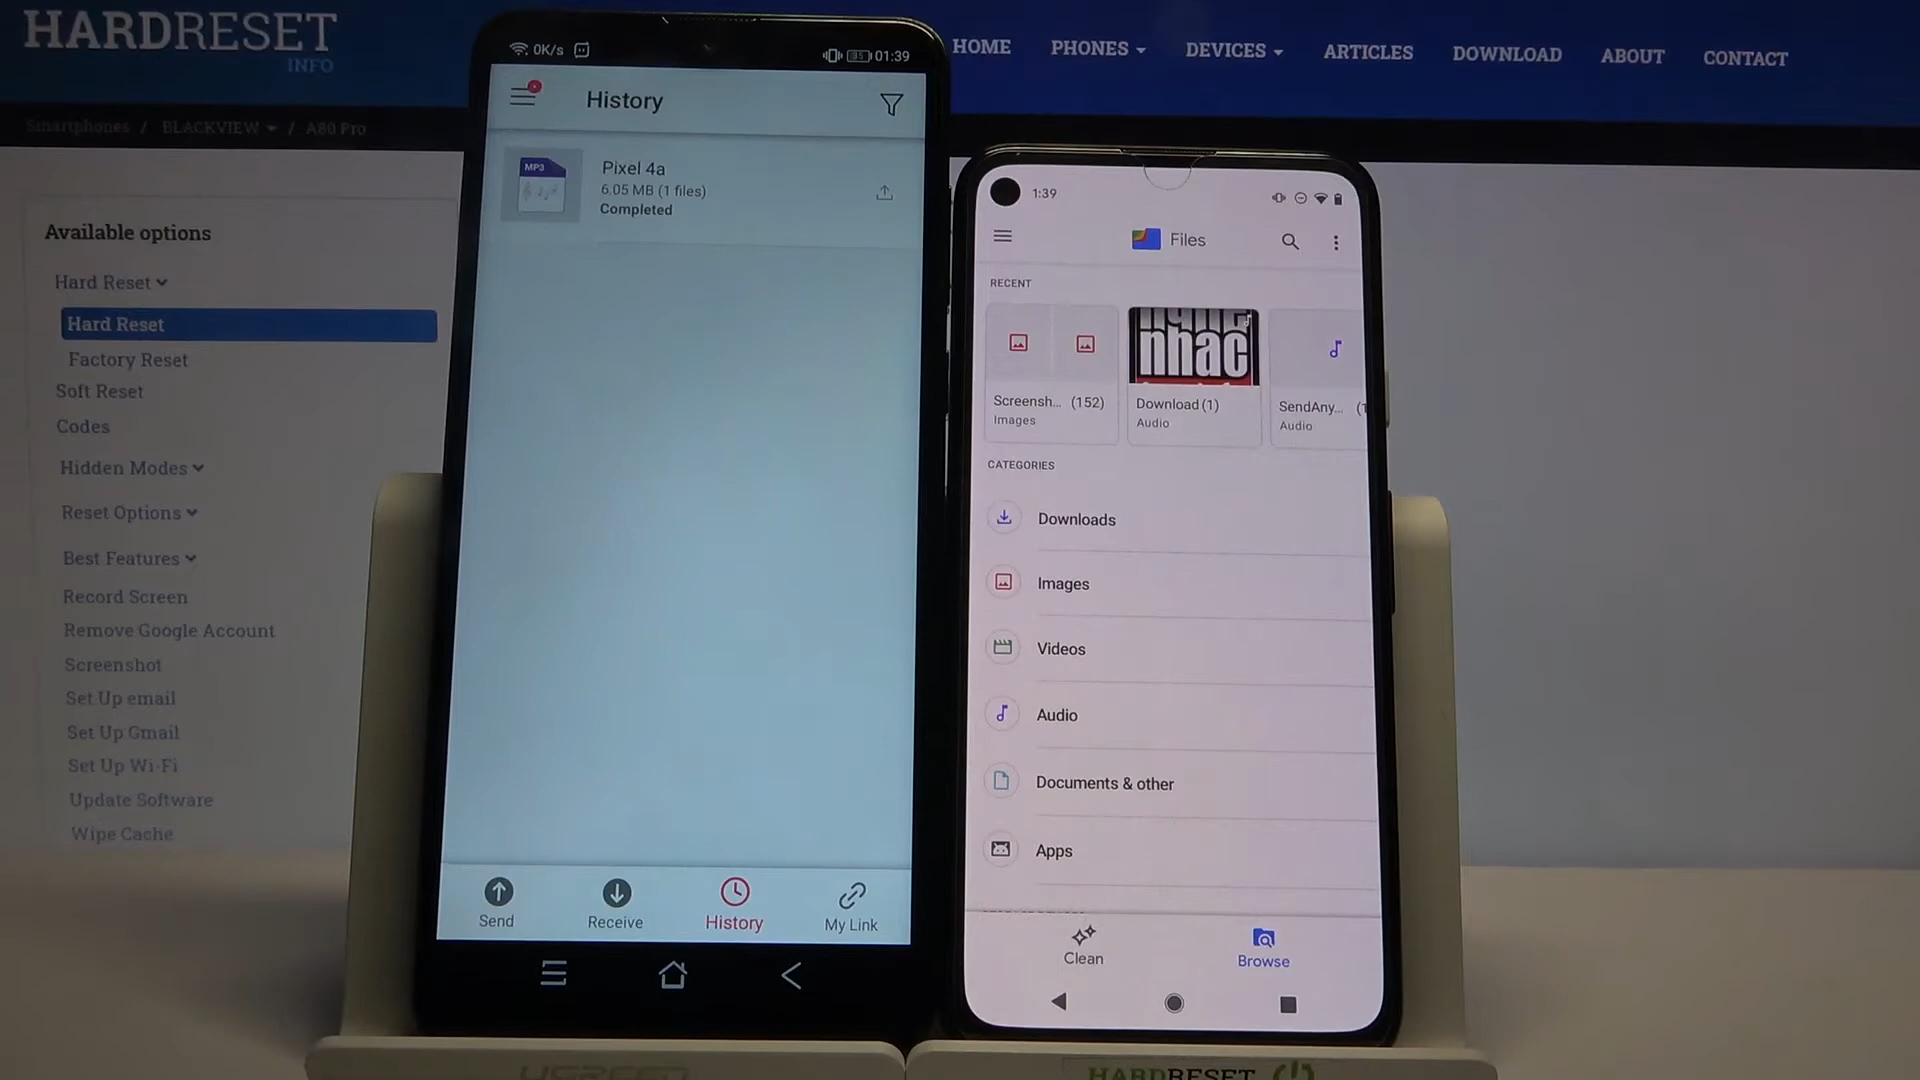 HARDRESET
INFO
HOME
PHONES
DEVICES
ARTICLES
DOWNLOAD
ABOUT
CONTACT
Smartphones / BLACKVIEW / A80 Pro
Available options
Hard Reset
Hard Reset
Factory Reset
Soft Reset
Codes
Hidden Modes
Reset Options
Best Features
Record Screen
Remove Google Account
Screenshot
Set Up email
Set Up Gmail
Set Up Wi-Fi
Update Software
Wipe Cache
0K/s
01:39
History
MP3
Pixel 4a
6.05 MB (1 files)
Completed
Send
Receive
History
My Link
1:39
Files
RECENT
nhac
Screensh... (152)
Images
Download (1)
Audio
SendAny...
Audio
CATEGORIES
Downloads
Images
Videos
Audio
Documents & other
Apps
Clean
Browse
UGREEN
HARDRESET